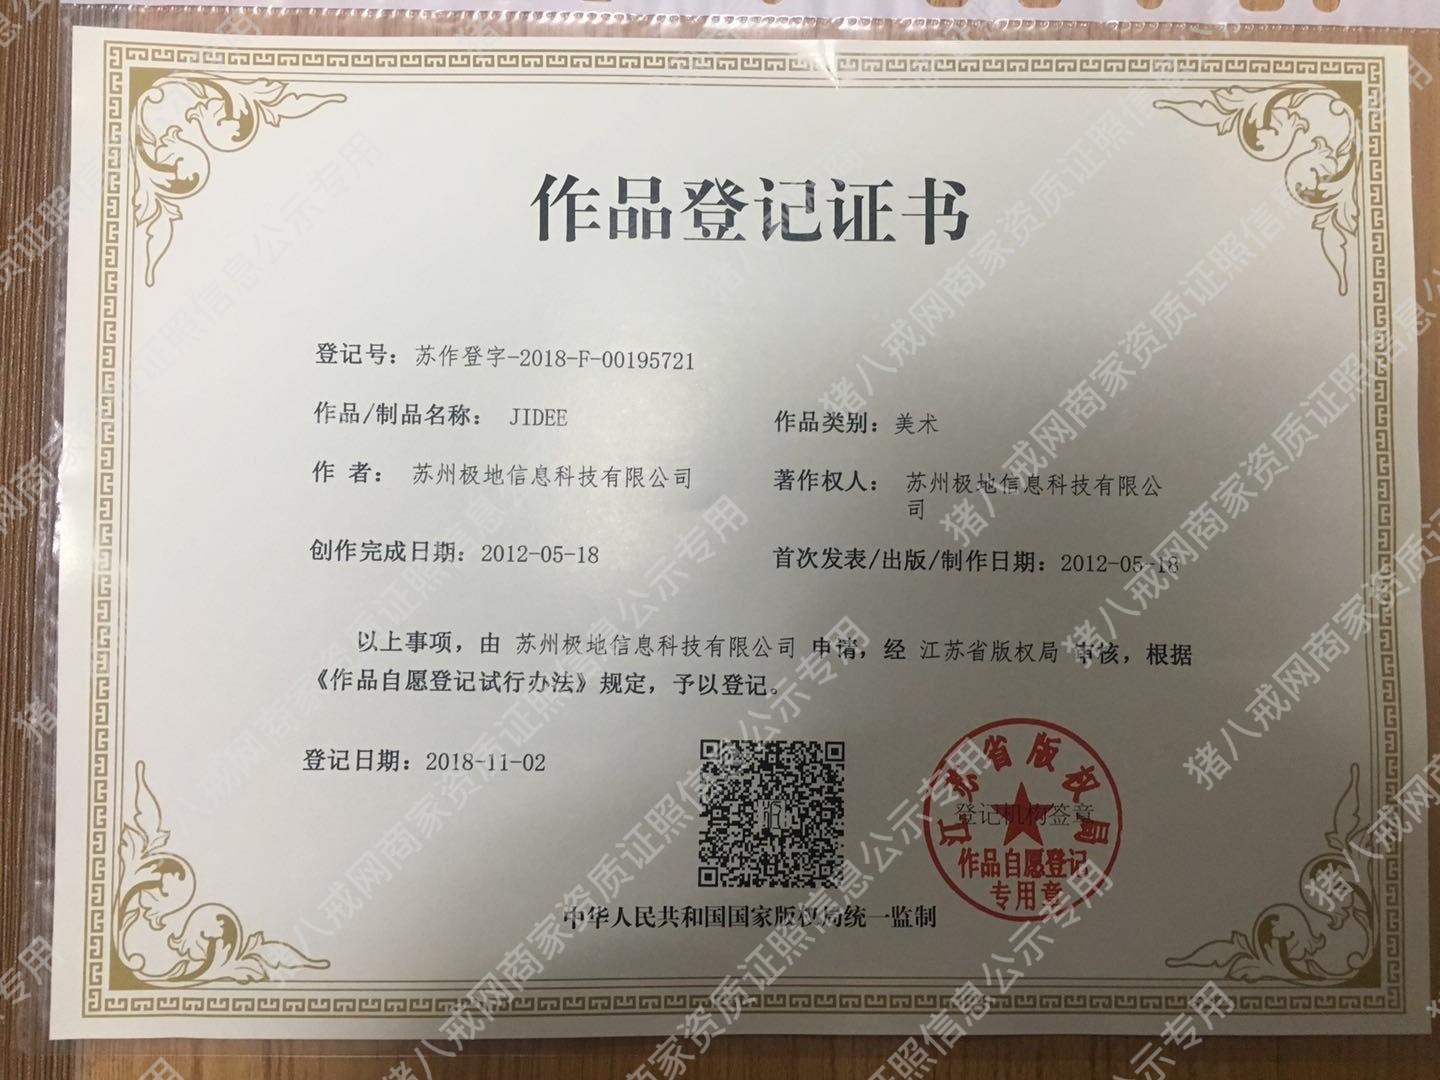 作品登记证书
登记号：苏作登字-2018-F-00195721
作品/制品名称： JIDEE
作品类别：美术
作 者： 苏州极地信息科技有限公司
著作权人： 苏州极地信息科技有限公
司
创作完成日期：2012-05-18
首次发表/出版/制作日期：2012-05-18
以上事项，由 苏州极地信息科技有限公司 申请，经 江苏省版权局 审核，根据
《作品自愿登记试行办法》规定，予以登记。
登记日期：2018-11-02
江苏省版权局
登记机构签章
作品自愿登记
专用章
中华人民共和国国家版权局统一监制
猪八戒网商家资质证照信息公示专用